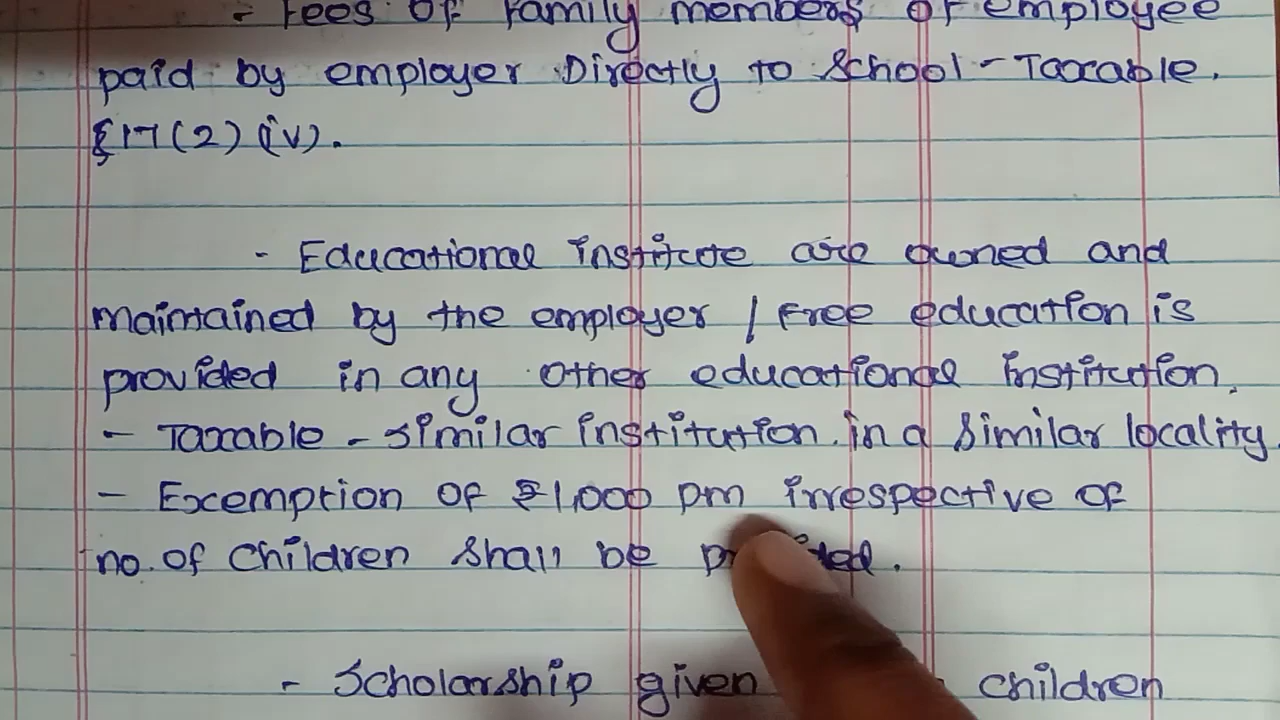 - Fees of family members of employee
paid by employer Directly to School - Taxable.
§17(2)(iv).
- Educational institute are owned and
maintained by the employer / Free education is
provided in any other educational institution.
- Taxable - similar institution in a similar locality.
- Exemption of ₹1,000 pm irrespective of
no. of children shall be
- Scholarship given children